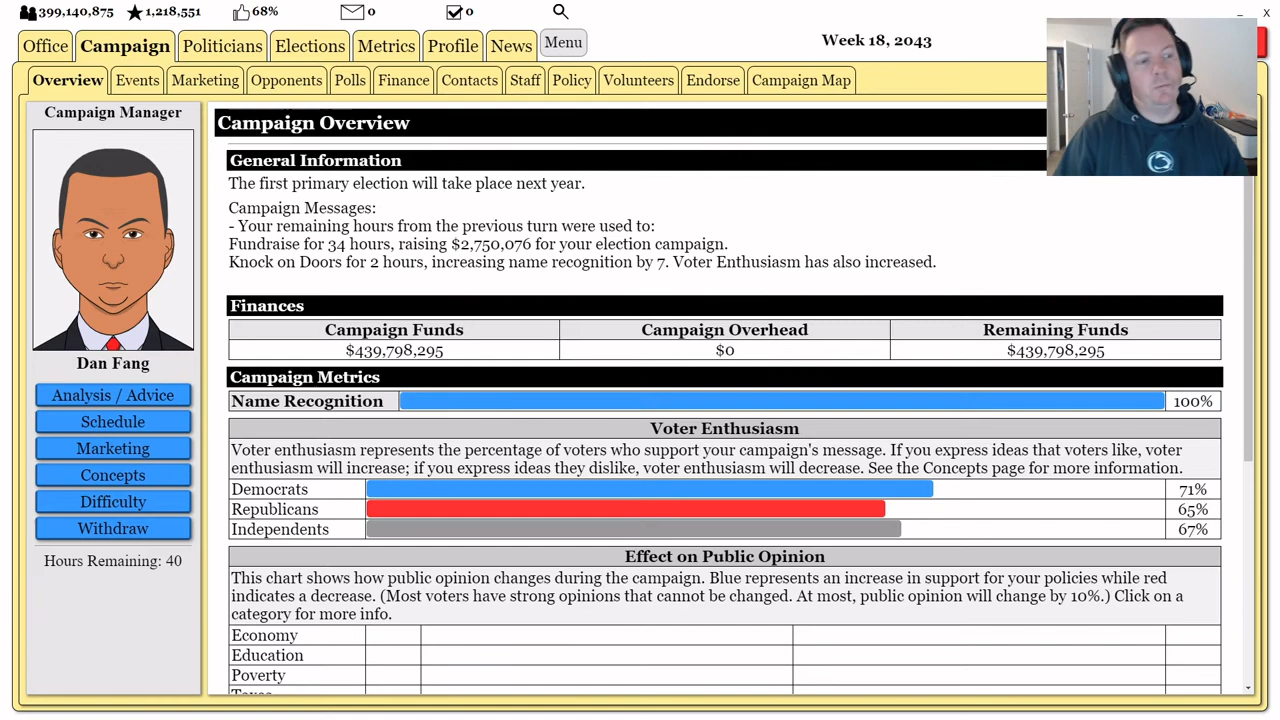 399,140,875 1,218,551 68% 0 0
Office Campaign Politicians Elections Metrics Profile News Menu
Week 18, 2043
Overview Events Marketing Opponents Polls Finance Contacts Staff Policy Volunteers Endorse Campaign Map
Campaign Manager
Dan Fang
Analysis / Advice
Schedule
Marketing
Concepts
Difficulty
Withdraw
Hours Remaining: 40
Campaign Overview
General Information
The first primary election will take place next year.
Campaign Messages:
- Your remaining hours from the previous turn were used to:
Fundraise for 34 hours, raising $2,750,076 for your election campaign.
Knock on Doors for 2 hours, increasing name recognition by 7. Voter Enthusiasm has also increased.
Finances
Campaign Funds Campaign Overhead Remaining Funds
$439,798,295 $0 $439,798,295
Campaign Metrics
Name Recognition 100%
Voter Enthusiasm
Voter enthusiasm represents the percentage of voters who support your campaign's message. If you express ideas that voters like, voter
enthusiasm will increase; if you express ideas they dislike, voter enthusiasm will decrease. See the Concepts page for more information.
Democrats 71%
Republicans 65%
Independents 67%
Effect on Public Opinion
This chart shows how public opinion changes during the campaign. Blue represents an increase in support for your policies while red
indicates a decrease. (Most voters have strong opinions that cannot be changed. At most, public opinion will change by 10%.) Click on a
category for more info.
Economy
Education
Poverty
Taxes